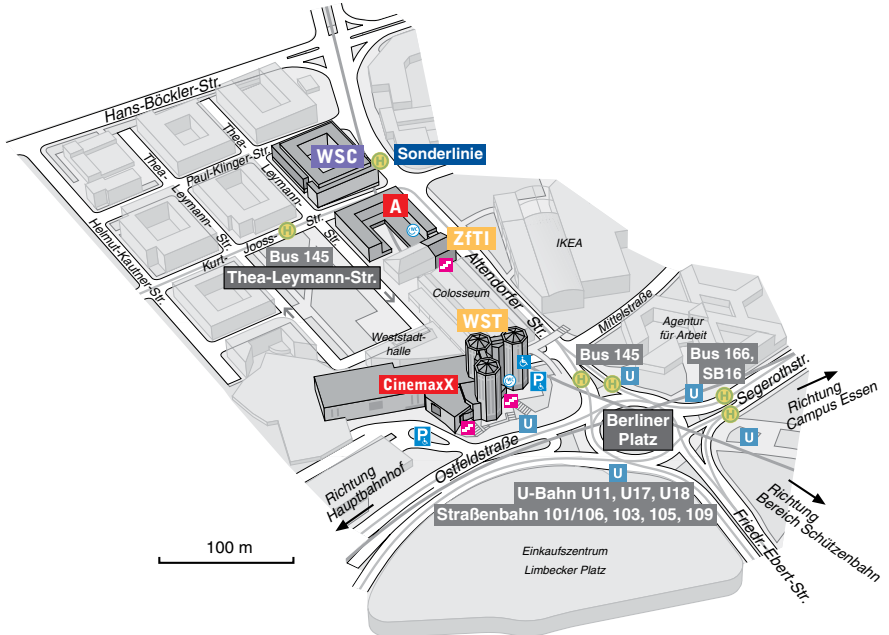 Hans-Böckler-Str.
Thea-
Leymann-
Str.
Thea-
Leymann-
Str.
Paul-Klinger-Str.
WSC
H
Sonderlinie
A
WC
ZfTI
IKEA
Helmut-Käutner-Str.
Kurt-
Jooss-
Str.
H
Bus 145
Thea-Leymann-Str.
Colosseum
Altendorfer Str.
Mittelstraße
Weststadt-
halle
WST
Agentur
für Arbeit
Bus 145
Bus 166,
SB16
CinemaxX
WC
P
H
H
U
U
H
H
Segerothstr.
Richtung
Campus Essen
P
U
Berliner
Platz
U
Ostfeldstraße
Richtung
Hauptbahnhof
U
U-Bahn U11, U17, U18
Straßenbahn 101/106, 103, 105, 109
Richtung
Bereich Schützenbahn
Friedr.-Ebert-Str.
100 m
Einkaufszentrum
Limbecker Platz